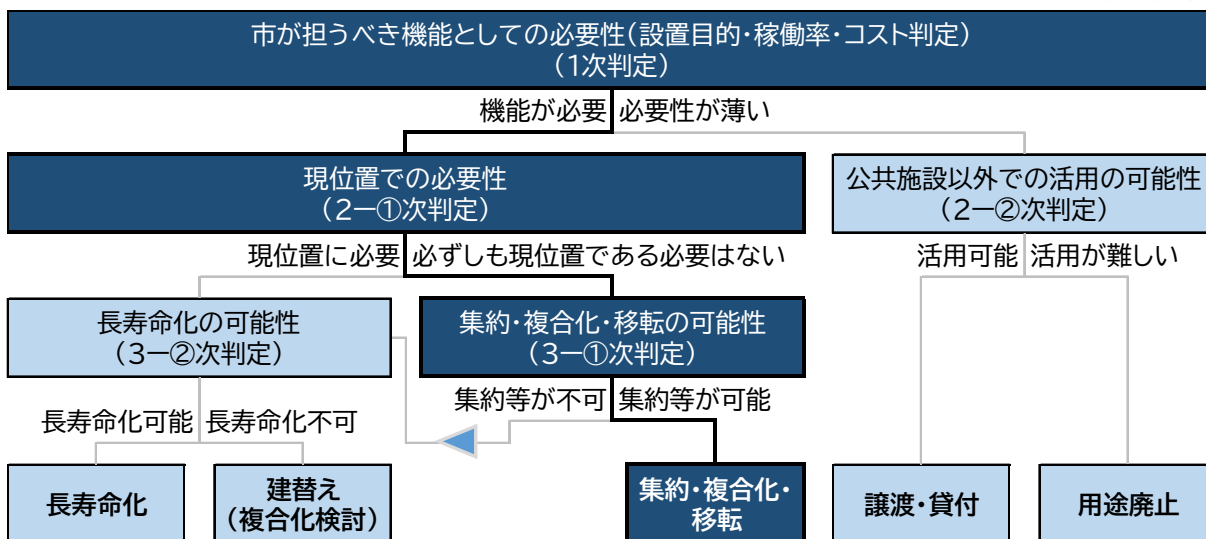 市が担うべき機能としての必要性(設置目的・稼働率・コスト判定)
(1次判定)
機能が必要 必要性が薄い
現位置での必要性
(2ー①次判定)
公共施設以外での活用の可能性
(2ー②次判定)
現位置に必要 必ずしも現位置である必要はない
活用可能 活用が難しい
長寿命化の可能性
(3ー②次判定)
集約・複合化・移転の可能性
(3ー①次判定)
集約等が不可 集約等が可能
長寿命化可能 長寿命化不可
長寿命化
建替え
(複合化検討)
集約・複合化・
移転
譲渡・貸付
用途廃止